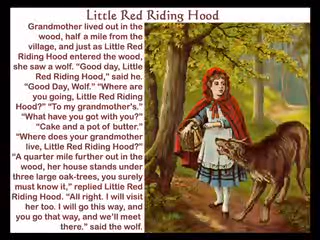 Little Red Riding Hood
Grandmother lived out in the
wood, half a mile from the
village, and just as Little Red
Riding Hood entered the wood,
she saw a wolf. “Good day, Little
Red Riding Hood,” said he.
“Good Day, Wolf.” “Where are
you going, Little Red Riding
Hood?” “To my grandmother’s.”
“What have you got with you?”
“Cake and a pot of butter.”
“Where does your grandmother
live, Little Red Riding Hood?”
“A quarter mile further out in the
wood, her house stands under
three large oak-trees, you surely
must know it,” replied Little Red
Riding Hood. “All right. I will visit
her too. I will go this way, and
you go that way, and we’ll meet
there.” said the wolf.